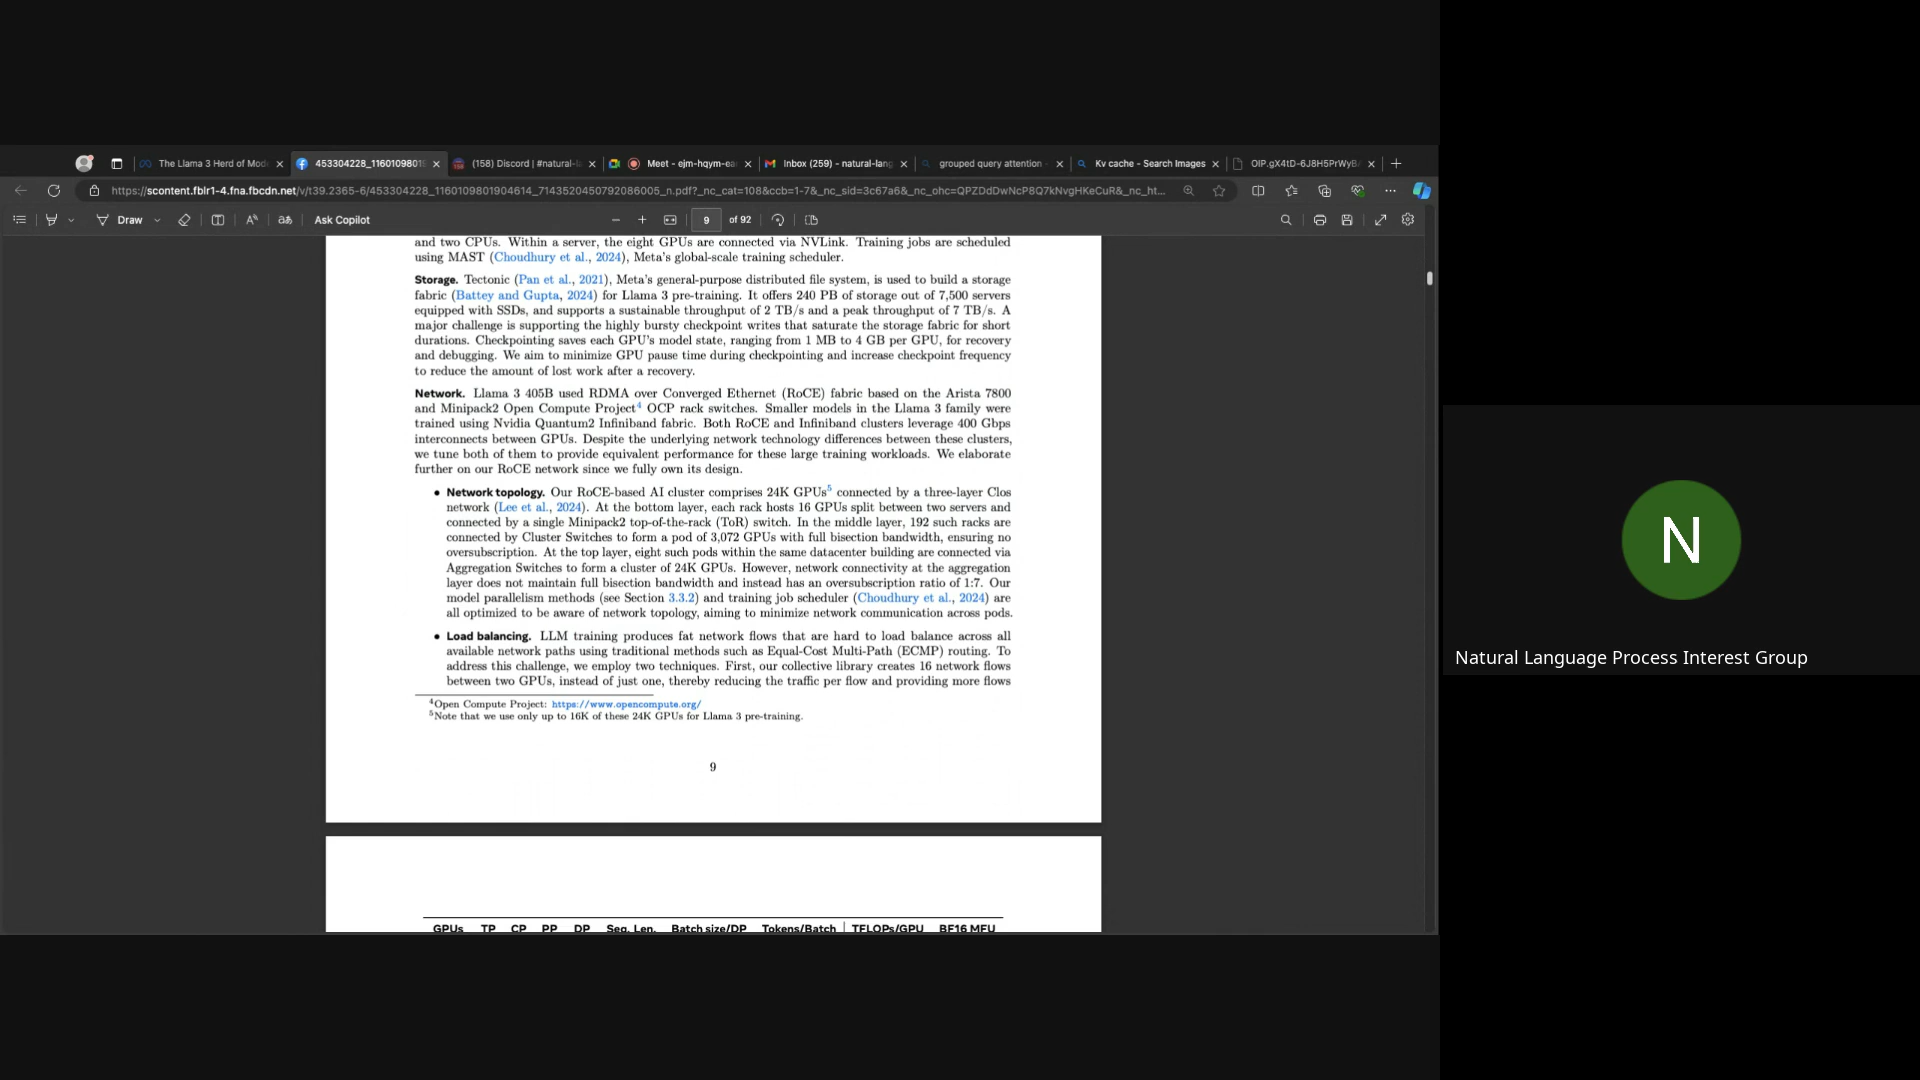 The Llama 3 Herd of Mod
453304228_1160109801
(158) Discord | #natural-l
Meet - ejm-hqym-ea
Inbox (259) - natural-lang
grouped query attention -
Kv cache - Search Images
OIP.gX4tD-6J8H5PrWyB
https://scontent.fblr1-4.fna.fbcdn.net/v/t39.2365-6/453304228_1160109801904614_7143520450792086005_n.pdf?_nc_cat=108&ccb=1-7&_nc_sid=3c67a6&_nc_ohc=QPZDdDwNcP8Q7kNvgHKeCuR&_nc_ht...
Draw
Ask Copilot
9 of 92
and two CPUs. Within a server, the eight GPUs are connected via NVLink. Training jobs are scheduled
using MAST (Choudhury et al., 2024), Meta's global-scale training scheduler.
Storage. Tectonic (Pan et al., 2021), Meta's general-purpose distributed file system, is used to build a storage
fabric (Battey and Gupta, 2024) for Llama 3 pre-training. It offers 240 PB of storage out of 7,500 servers
equipped with SSDs, and supports a sustainable throughput of 2 TB/s and a peak throughput of 7 TB/s. A
major challenge is supporting the highly bursty checkpoint writes that saturate the storage fabric for short
durations. Checkpointing saves each GPU's model state, ranging from 1 MB to 4 GB per GPU, for recovery
and debugging. We aim to minimize GPU pause time during checkpointing and increase checkpoint frequency
to reduce the amount of lost work after a recovery.
Network. Llama 3 405B used RDMA over Converged Ethernet (RoCE) fabric based on the Arista 7800
and Minipack2 Open Compute Project⁴ OCP rack switches. Smaller models in the Llama 3 family were
trained using Nvidia Quantum2 Infiniband fabric. Both RoCE and Infiniband clusters leverage 400 Gbps
interconnects between GPUs. Despite the underlying network technology differences between these clusters,
we tune both of them to provide equivalent performance for these large training workloads. We elaborate
further on our RoCE network since we fully own its design.
• Network topology. Our RoCE-based AI cluster comprises 24K GPUs⁵ connected by a three-layer Clos
network (Lee et al., 2024). At the bottom layer, each rack hosts 16 GPUs split between two servers and
connected by a single Minipack2 top-of-the-rack (ToR) switch. In the middle layer, 192 such racks are
connected by Cluster Switches to form a pod of 3,072 GPUs with full bisection bandwidth, ensuring no
oversubscription. At the top layer, eight such pods within the same datacenter building are connected via
Aggregation Switches to form a cluster of 24K GPUs. However, network connectivity at the aggregation
layer does not maintain full bisection bandwidth and instead has an oversubscription ratio of 1:7. Our
model parallelism methods (see Section 3.3.2) and training job scheduler (Choudhury et al., 2024) are
all optimized to be aware of network topology, aiming to minimize network communication across pods.
• Load balancing. LLM training produces fat network flows that are hard to load balance across all
available network paths using traditional methods such as Equal-Cost Multi-Path (ECMP) routing. To
address this challenge, we employ two techniques. First, our collective library creates 16 network flows
between two GPUs, instead of just one, thereby reducing the traffic per flow and providing more flows
⁴Open Compute Project: https://www.opencompute.org/
⁵Note that we use only up to 16K of these 24K GPUs for Llama 3 pre-training.
9
GPUs TP CP PP DP Seq. Len. Batch size/DP Tokens/Batch TFLOPs/GPU BF16 MFU
N
Natural Language Process Interest Group